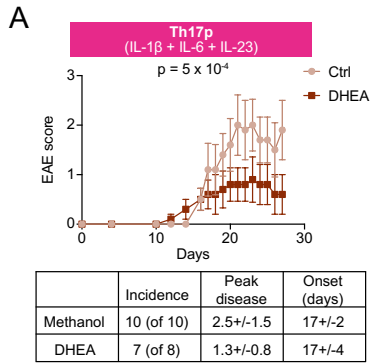 A
Th17p
(IL-1β + IL-6 + IL-23)
p = 5 x 10⁻⁴
Ctrl
DHEA
EAE score
3
2
1
0
0 10 20 30
Days
Incidence Peak disease Onset (days)
Methanol 10 (of 10) 2.5+/-1.5 17+/-2
DHEA 7 (of 8) 1.3+/-0.8 17+/-4